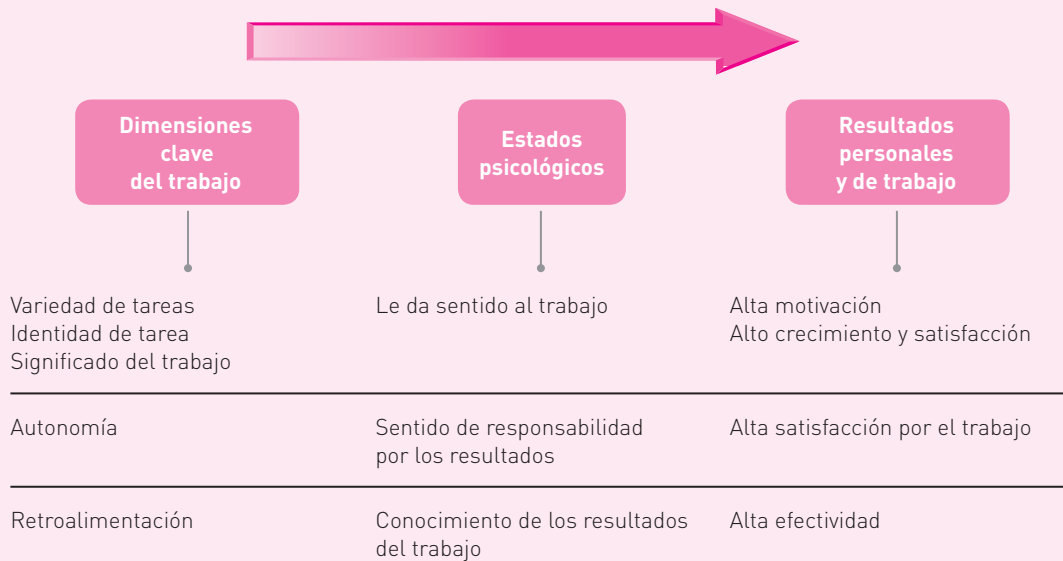 Dimensiones
clave
del trabajo
Estados
psicológicos
Resultados
personales
y de trabajo
Variedad de tareas
Identidad de tarea
Significado del trabajo
Le da sentido al trabajo
Alta motivación
Alto crecimiento y satisfacción
Autonomía
Sentido de responsabilidad
por los resultados
Alta satisfacción por el trabajo
Retroalimentación
Conocimiento de los resultados
del trabajo
Alta efectividad